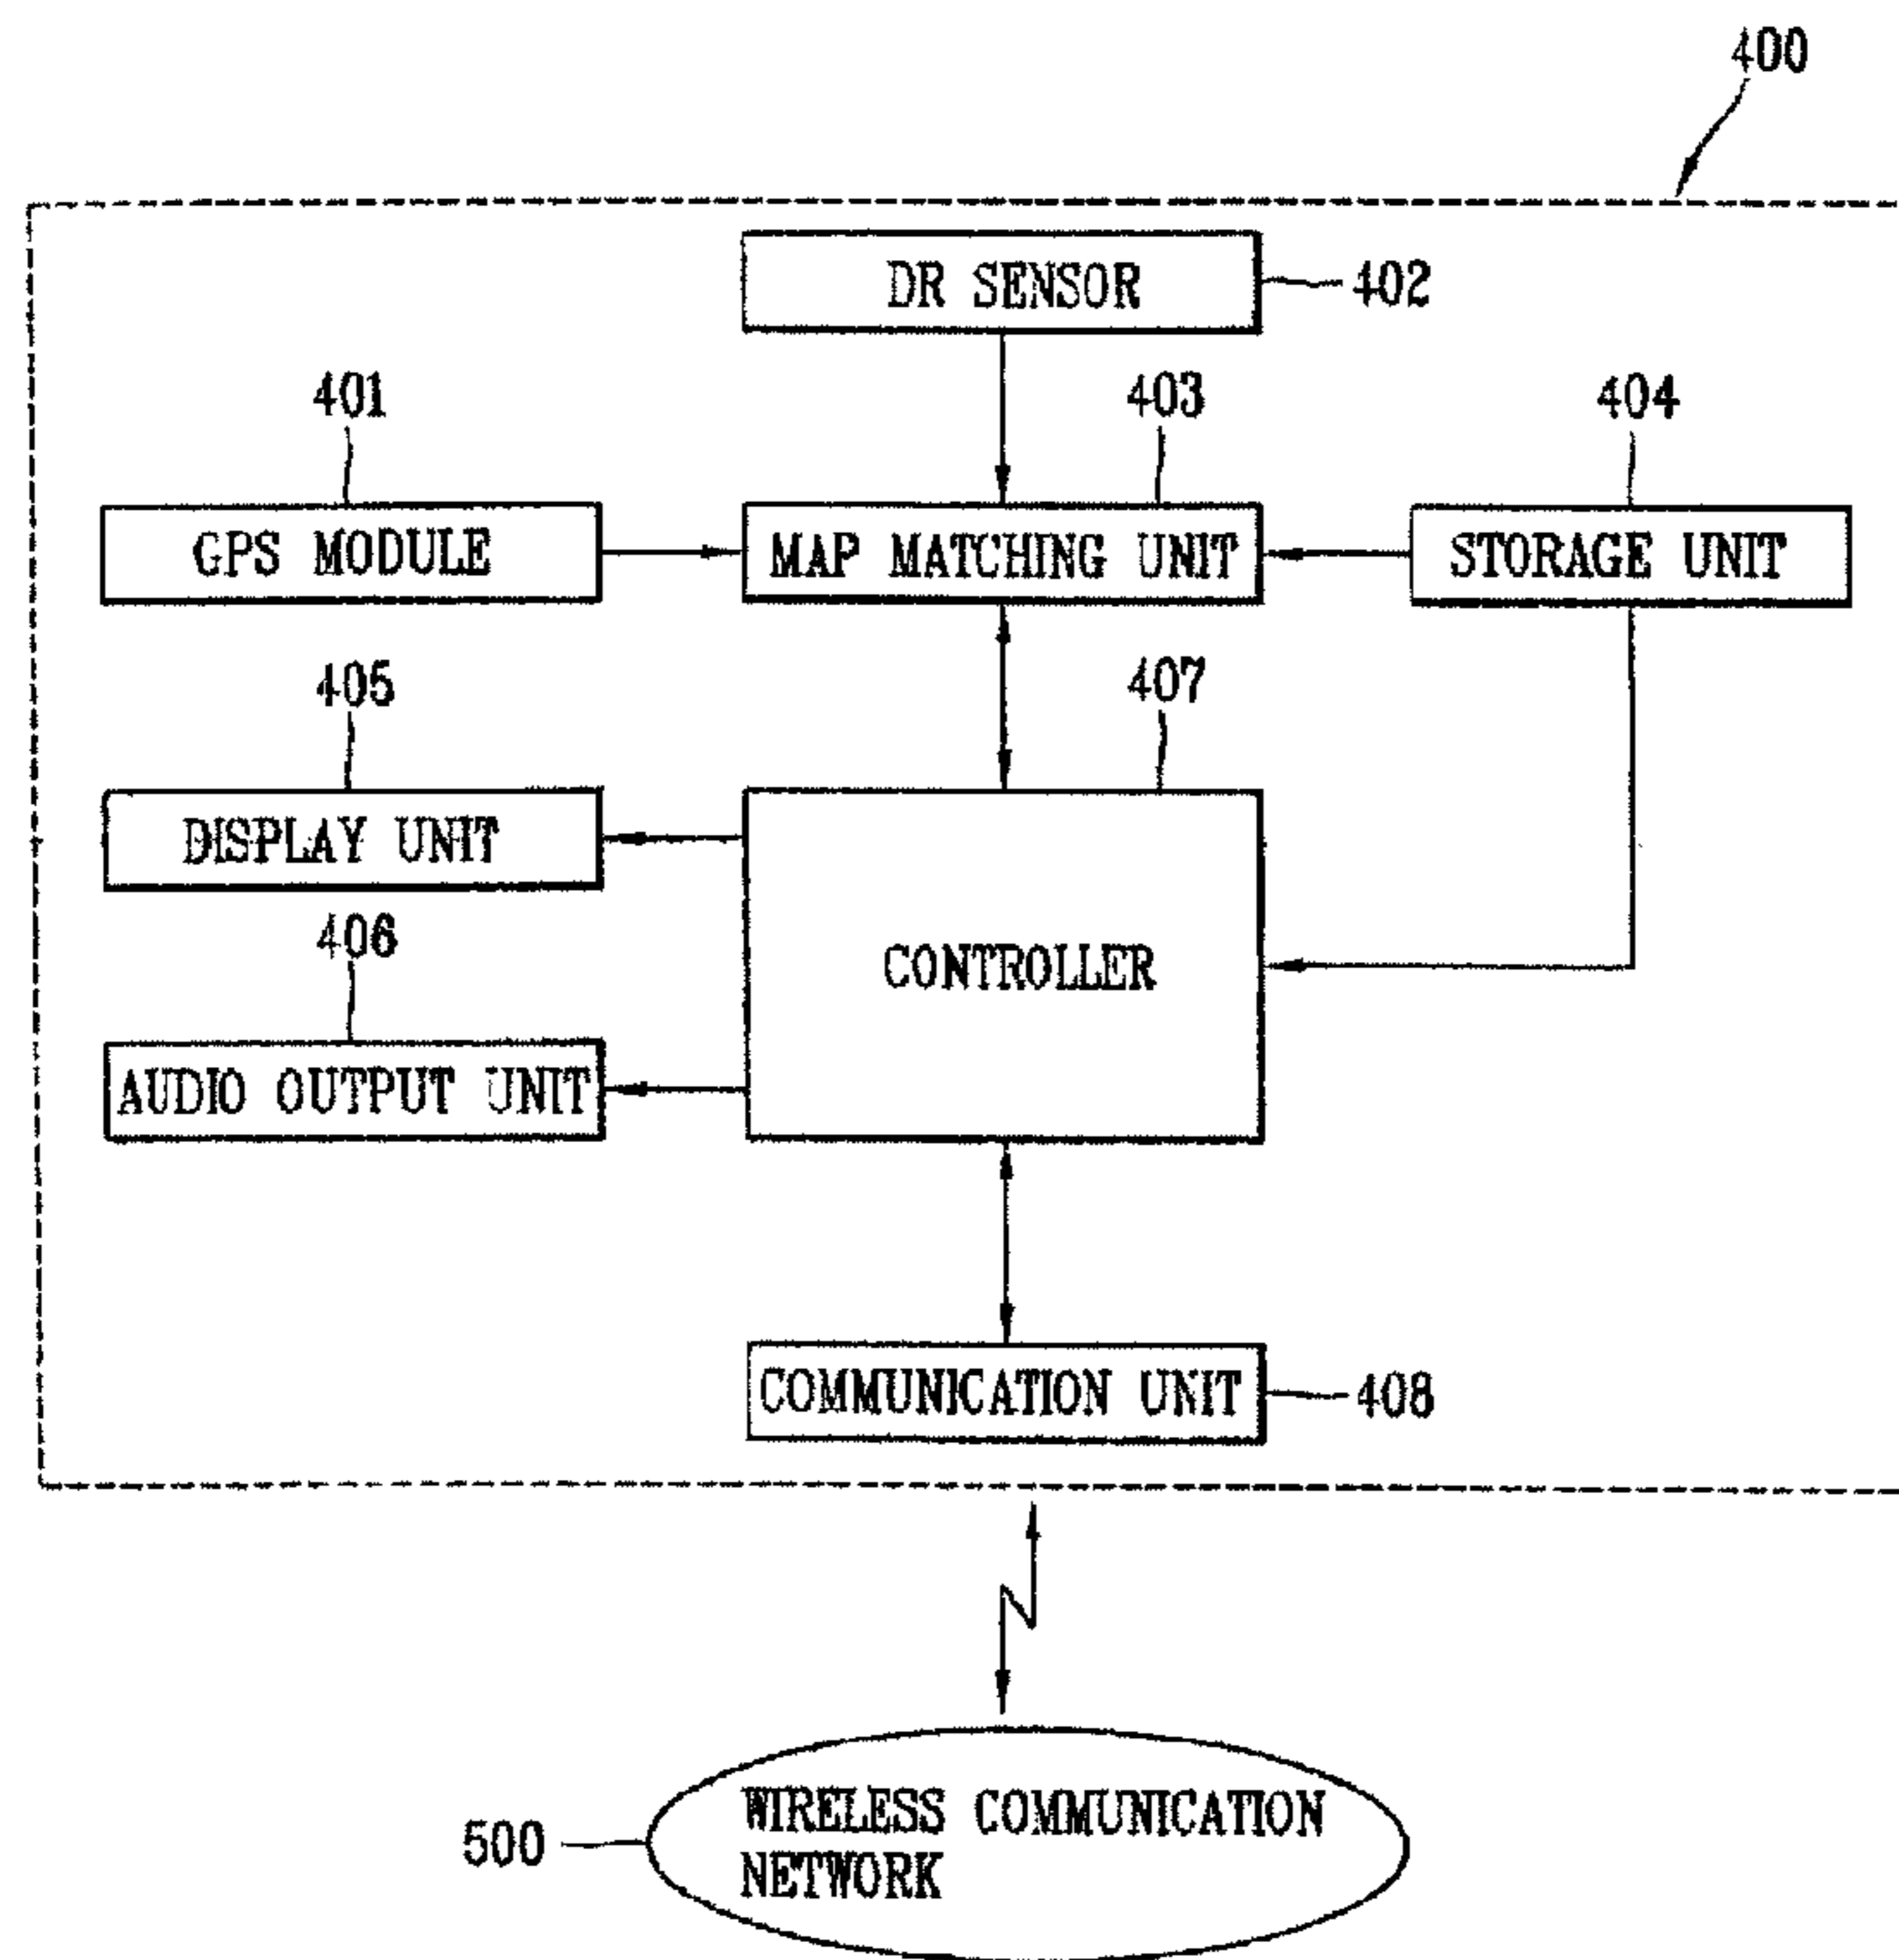 400
DR SENSOR
402
401
403
404
GPS MODULE
MAP MATCHING UNIT
STORAGE UNIT
405
407
DISPLAY UNIT
406
CONTROLLER
AUDIO OUTPUT UNIT
COMMUNICATION UNIT
408
500
WIRELESS COMMUNICATION
NETWORK